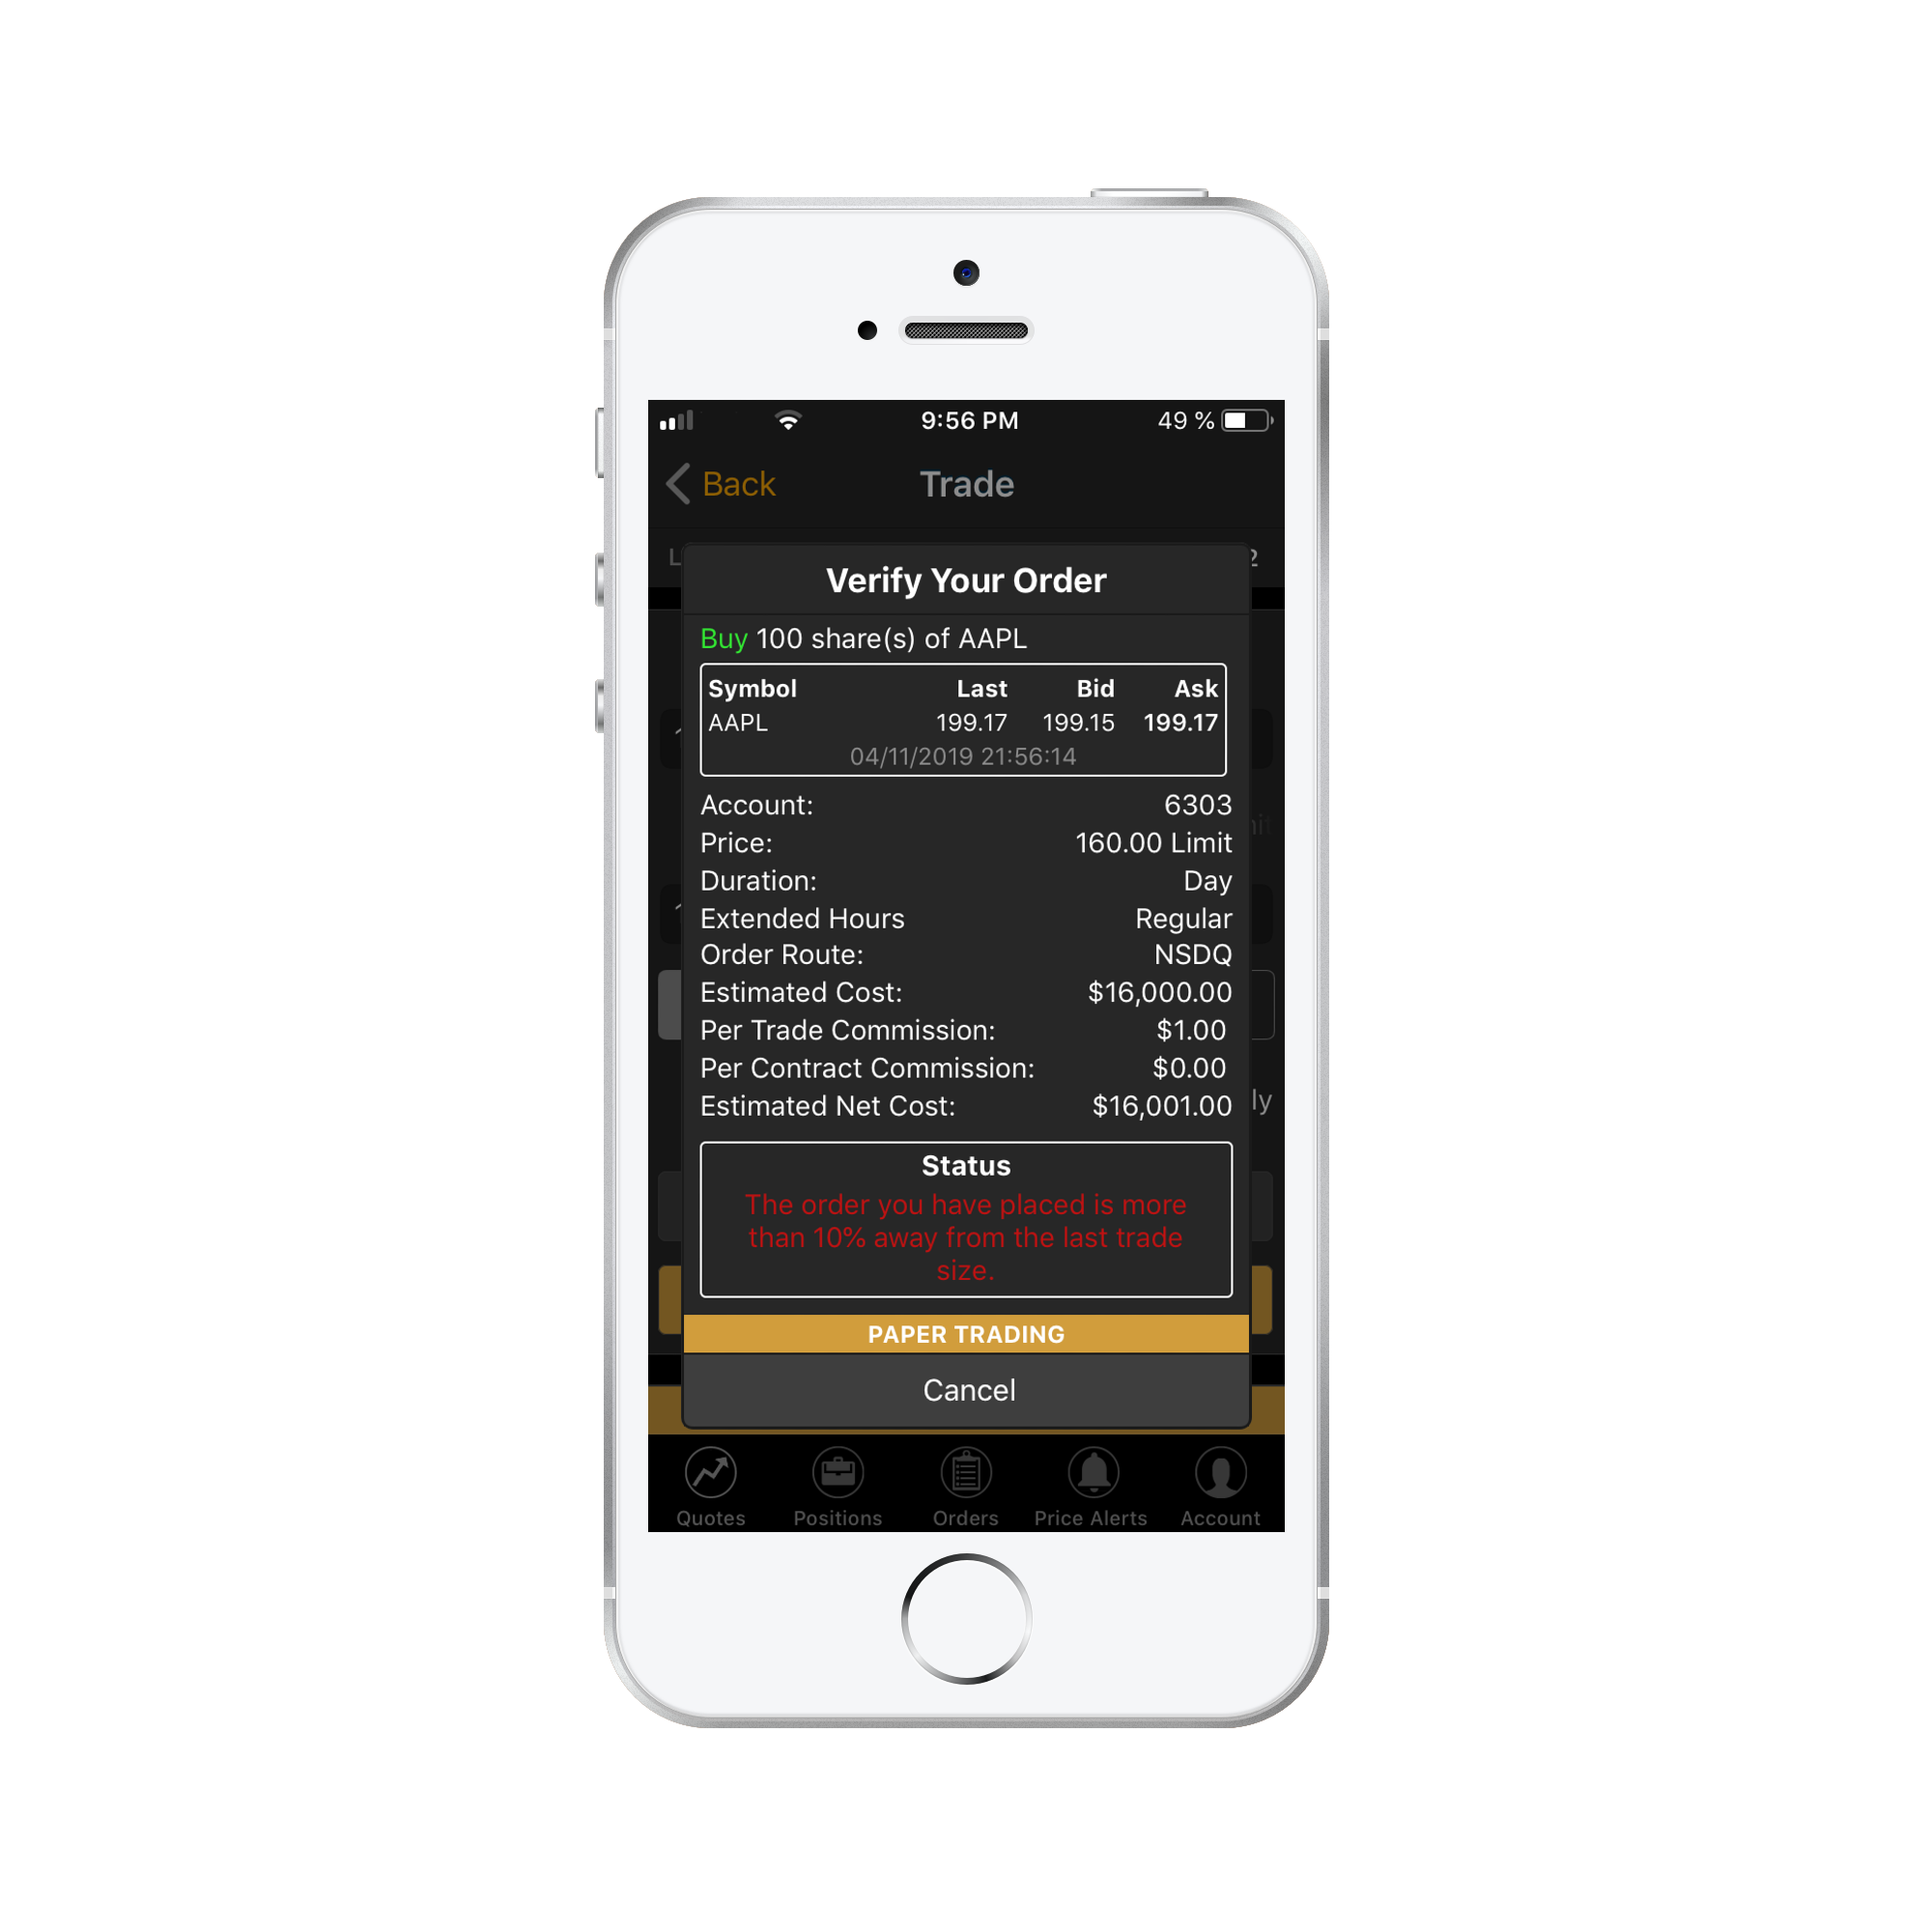 9:56 PM 49 %
Back Trade
L 2
Verify Your Order
Buy 100 share(s) of AAPL
Symbol Last Bid Ask
AAPL 199.17 199.15 199.17
04/11/2019 21:56:14
Account: 6303
Price: 160.00 Limit
Duration: Day
Extended Hours Regular
Order Route: NSDQ
Estimated Cost: $16,000.00
Per Trade Commission: $1.00
Per Contract Commission: $0.00
ly
Estimated Net Cost: $16,001.00
Status
The order you have placed is more
than 10% away from the last trade
size.
PAPER TRADING
Cancel
Quotes Positions Orders Price Alerts Account